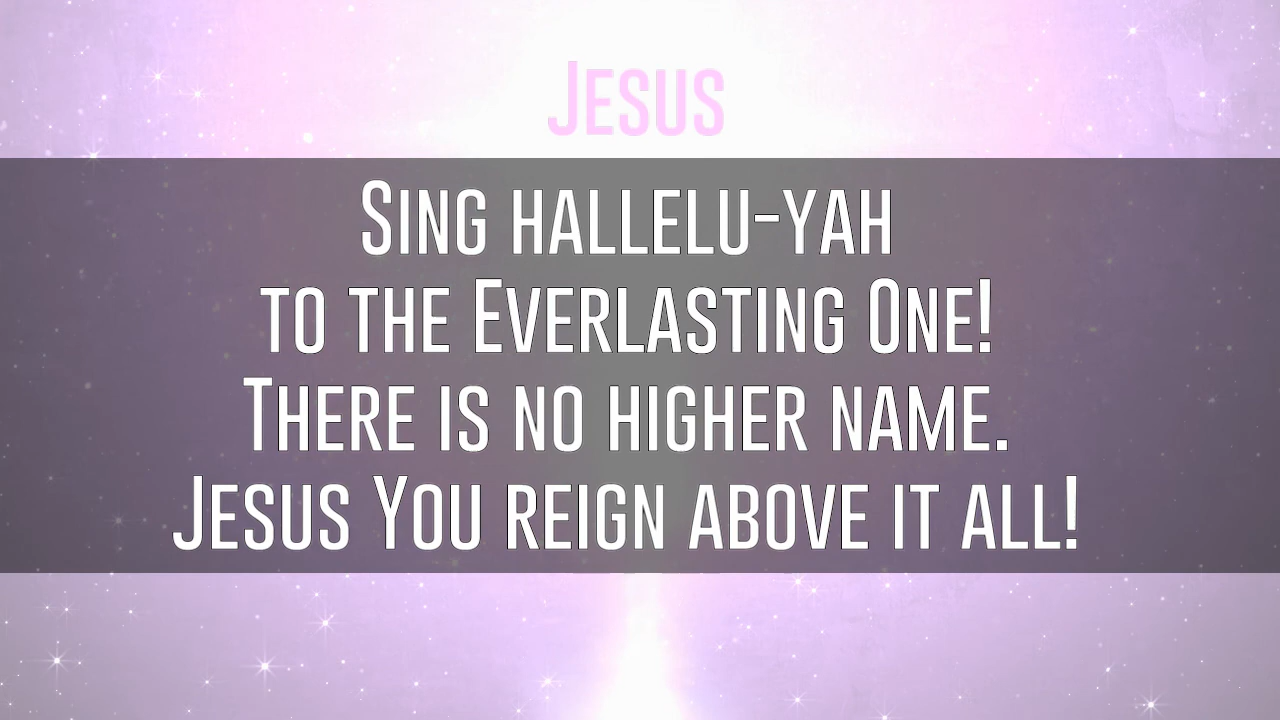 Jesus
Sing hallelu-yah
to the Everlasting One!
There is no higher name.
Jesus You reign above it all!